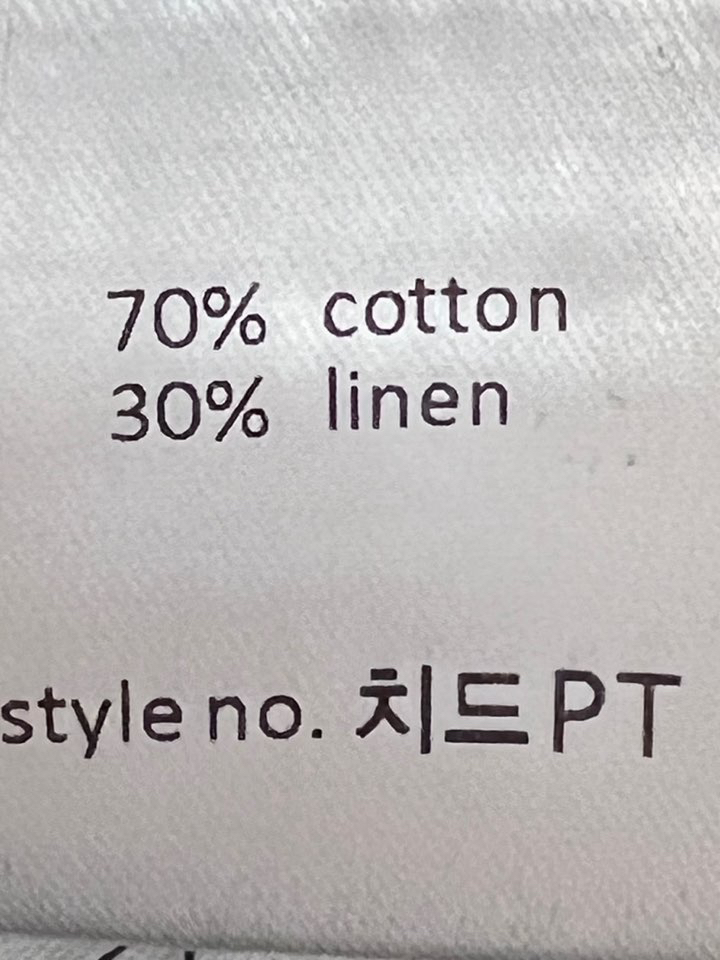 70% cotton
30% linen
style no. 치드PT